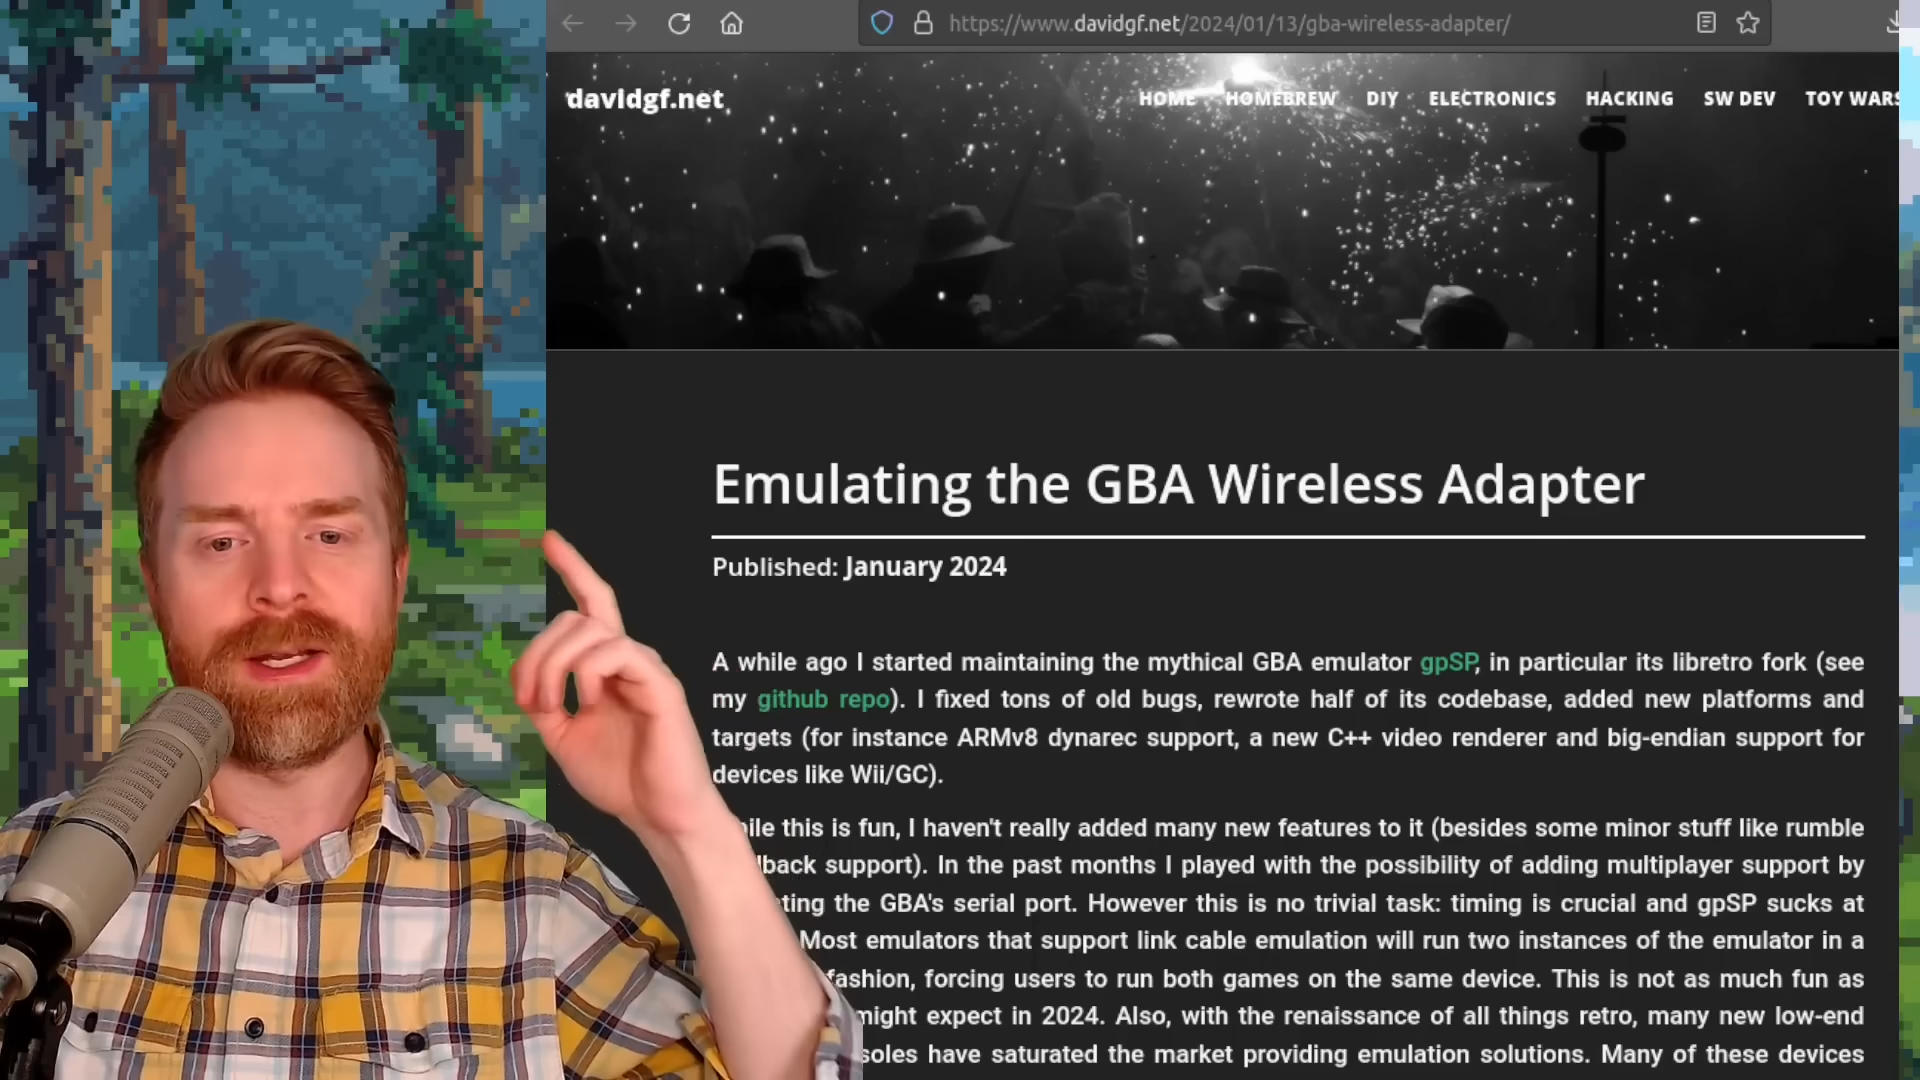 https://www.davidgf.net/2024/01/13/gba-wireless-adapter/
davidgf.net
HOME HOMEBREW DIY ELECTRONICS HACKING SW DEV TOY WARS
Emulating the GBA Wireless Adapter
Published: January 2024
A while ago I started maintaining the mythical GBA emulator gpSP, in particular its libretro fork (see
my github repo). I fixed tons of old bugs, rewrote half of its codebase, added new platforms and
targets (for instance ARMv8 dynarec support, a new C++ video renderer and big-endian support for
devices like Wii/GC).
this is fun, I haven't really added many new features to it (besides some minor stuff like rumble
support). In the past months I played with the possibility of adding multiplayer support by
the GBA's serial port. However this is no trivial task: timing is crucial and gpSP sucks at
Most emulators that support link cable emulation will run two instances of the emulator in a
fashion, forcing users to run both games on the same device. This is not as much fun as
might expect in 2024. Also, with the renaissance of all things retro, many new low-end
have saturated the market providing emulation solutions. Many of these devices